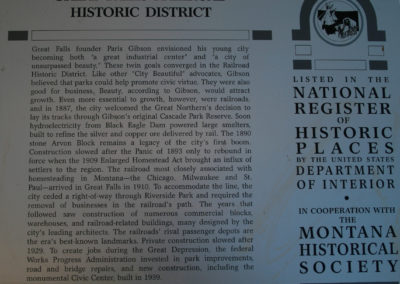 HISTORIC DISTRICT
Great Falls founder Paris Gibson envisioned his young city
becoming both "a great industrial center" and "a city of
unsurpassed beauty." These twin goals converged in the Railroad
Historic District. Like other 'City Beautiful' advocates, Gibson
believed that parks could help promote civic virtue. They were also
good for business. Beauty, according to Gibson, would attract
growth. Even more essential to growth, however, were railroads,
and in 1887, the city welcomed the Great Northern's decision to
lay its tracks through Gibson's original Cascade Park Reserve. Soon
hydroelectricity from Black Eagle Dam powered large smelters,
built to refine the silver and copper ore delivered by rail. The 1890
stone Arvon Block remains a legacy of the city's first boom.
Construction slowed after the Panic of 1893 only to rebound in
force when the 1909 Enlarged Homestead Act brought an influx of
settlers to the region. The railroad most closely associated with
homesteading in Montana—the Chicago, Milwaukee and St.
Paul—arrived in Great Falls in 1910. To accommodate the line, the
city ceded a right-of-way through Riverside Park and required the
removal of businesses in the railroad's path. The years that
followed saw construction of numerous commercial blocks,
warehouses, and railroad-related buildings, many designed by the
city's leading architects. The railroads' rival passenger depots are
the era's best-known landmarks. Private construction slowed after
1929. To create jobs during the Great Depression, the federal
Works Progress Administration invested in park improvements,
road and bridge repairs, and new construction, including the
monumental Civic Center, built in 1939.
LISTED IN THE
NATIONAL
REGISTER
OF
HISTORIC
PLACES
BY THE UNITED STATES
DEPARTMENT
OF INTERIOR
IN COOPERATION WITH
THE
MONTANA
HISTORICAL
SOCIETY